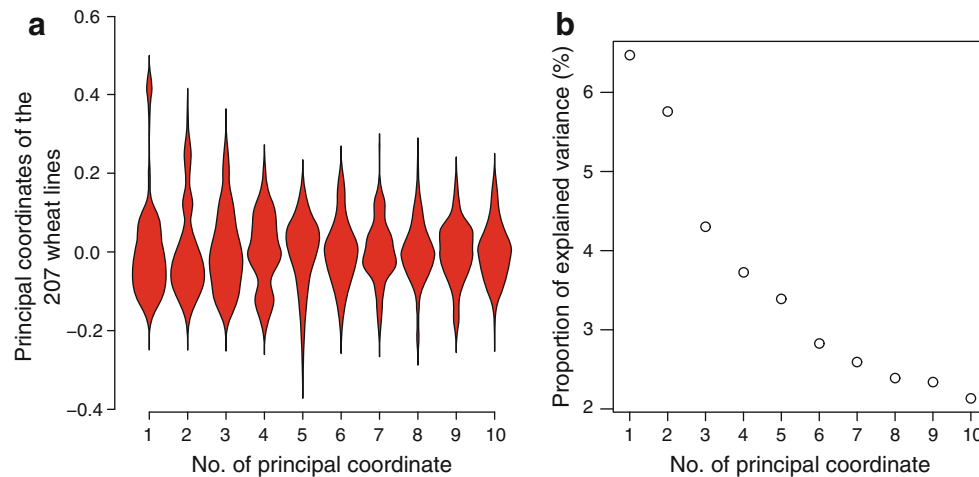 a
Principal coordinates of the
207 wheat lines
0.6
0.4
0.2
0.0
−0.2
−0.4
1 2 3 4 5 6 7 8 9 10
No. of principal coordinate
b
Proportion of explained variance (%)
6
5
4
3
2
1 2 3 4 5 6 7 8 9 10
No. of principal coordinate